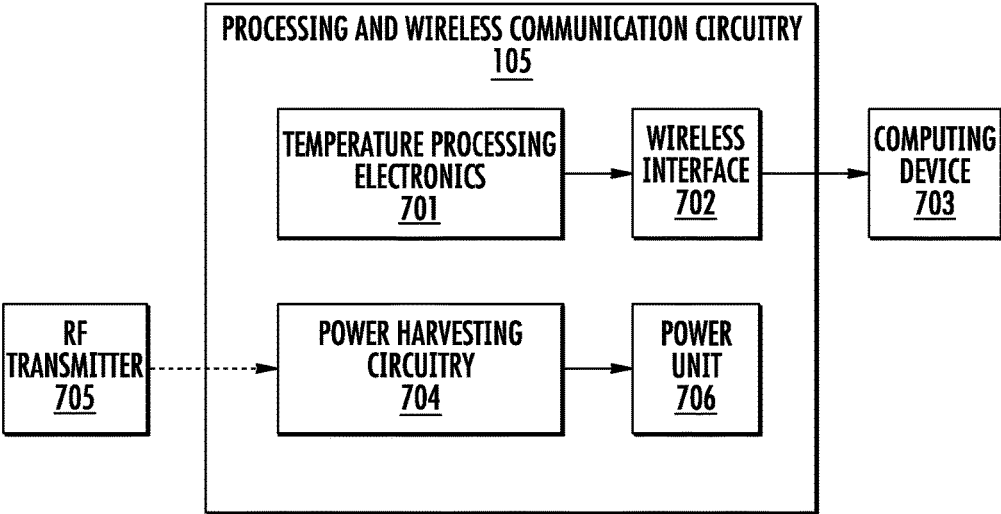 PROCESSING AND WIRELESS COMMUNICATION CIRCUITRY
105
TEMPERATURE PROCESSING
ELECTRONICS
701
WIRELESS
INTERFACE
702
COMPUTING
DEVICE
703
RF
TRANSMITTER
705
POWER HARVESTING
CIRCUITRY
704
POWER
UNIT
706